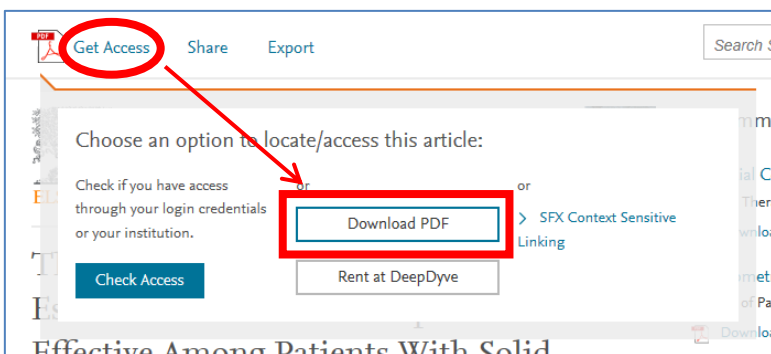 PDF
Get Access Share Export
Search S
Choose an option to locate/access this article:
Check if you have access
through your login credentials
or your institution.
Check Access
or
Download PDF
Rent at DeepDyve
or
> SFX Context Sensitive
Linking
Effective Among Patients With Solid